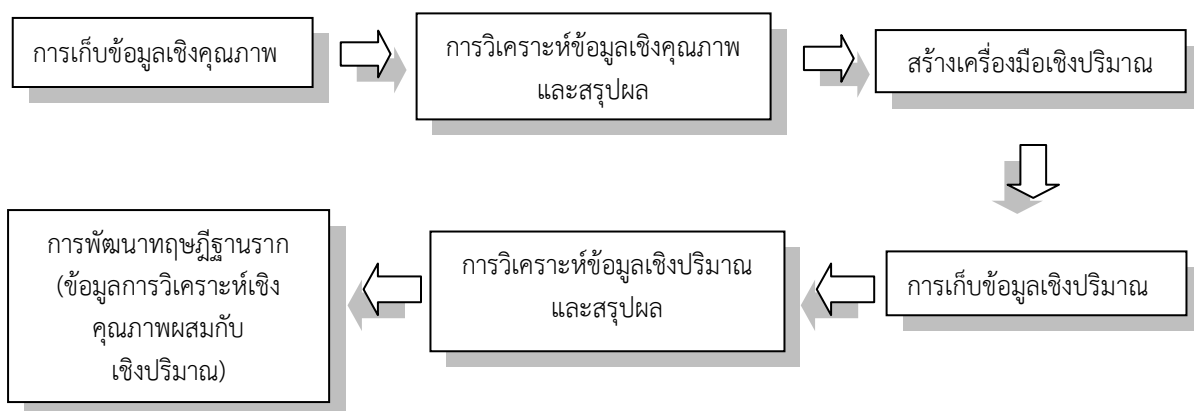 การเก็บข้อมูลเชิงคุณภาพ
การวิเคราะห์ข้อมูลเชิงคุณภาพ
และสรุปผล
สร้างเครื่องมือเชิงปริมาณ
การเก็บข้อมูลเชิงปริมาณ
การวิเคราะห์ข้อมูลเชิงปริมาณ
และสรุปผล
การพัฒนาทฤษฎีฐานราก
(ข้อมูลการวิเคราะห์เชิง
คุณภาพผสมกับ
เชิงปริมาณ)